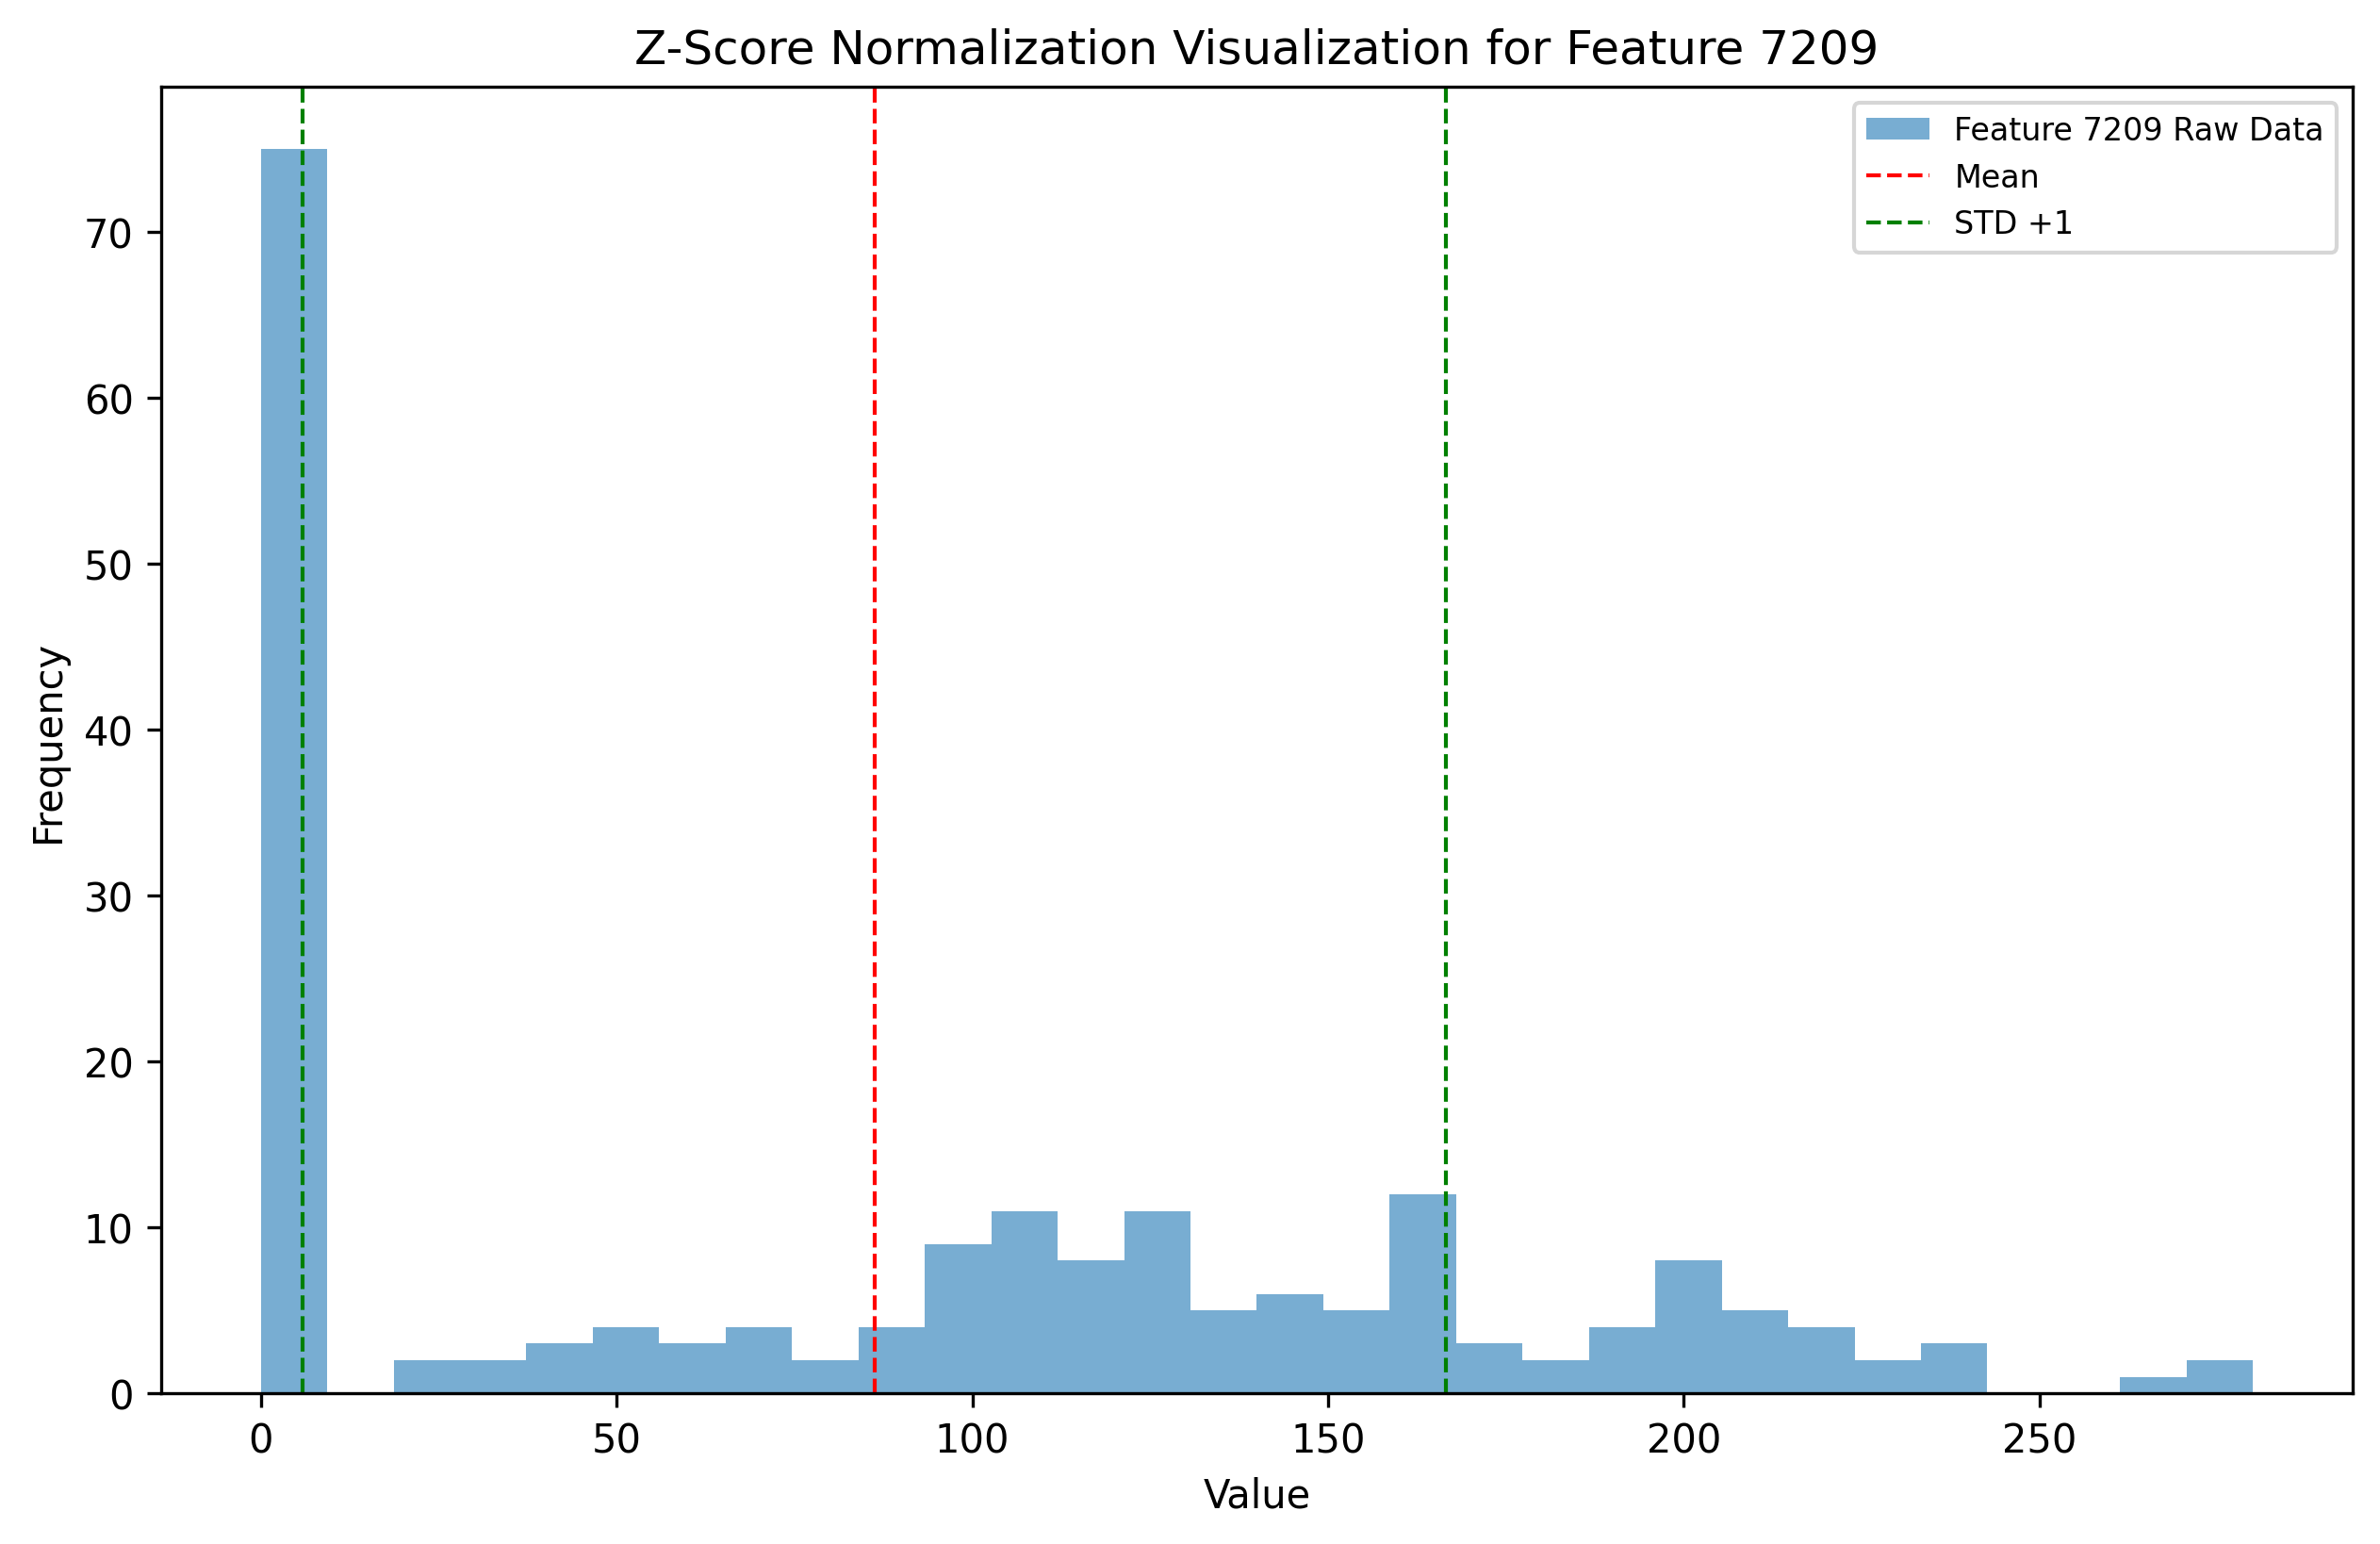 Z-Score Normalization Visualization for Feature 7209
Feature 7209 Raw Data
Mean
STD +1
Frequency
70
60
50
40
30
20
10
0
0 50 100 150 200 250
Value